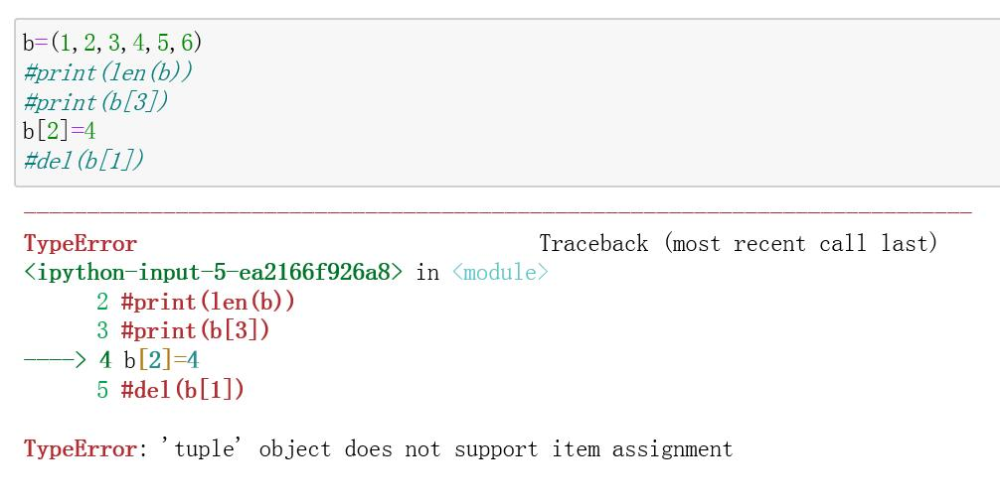 b=(1,2,3,4,5,6)
#print(len(b))
#print(b[3])
b[2]=4
#del(b[1])
---------------------------------------------------------------------------
TypeError Traceback (most recent call last)
<ipython-input-5-ea2166f926a8> in <module>
2 #print(len(b))
3 #print(b[3])
----> 4 b[2]=4
5 #del(b[1])
TypeError: 'tuple' object does not support item assignment